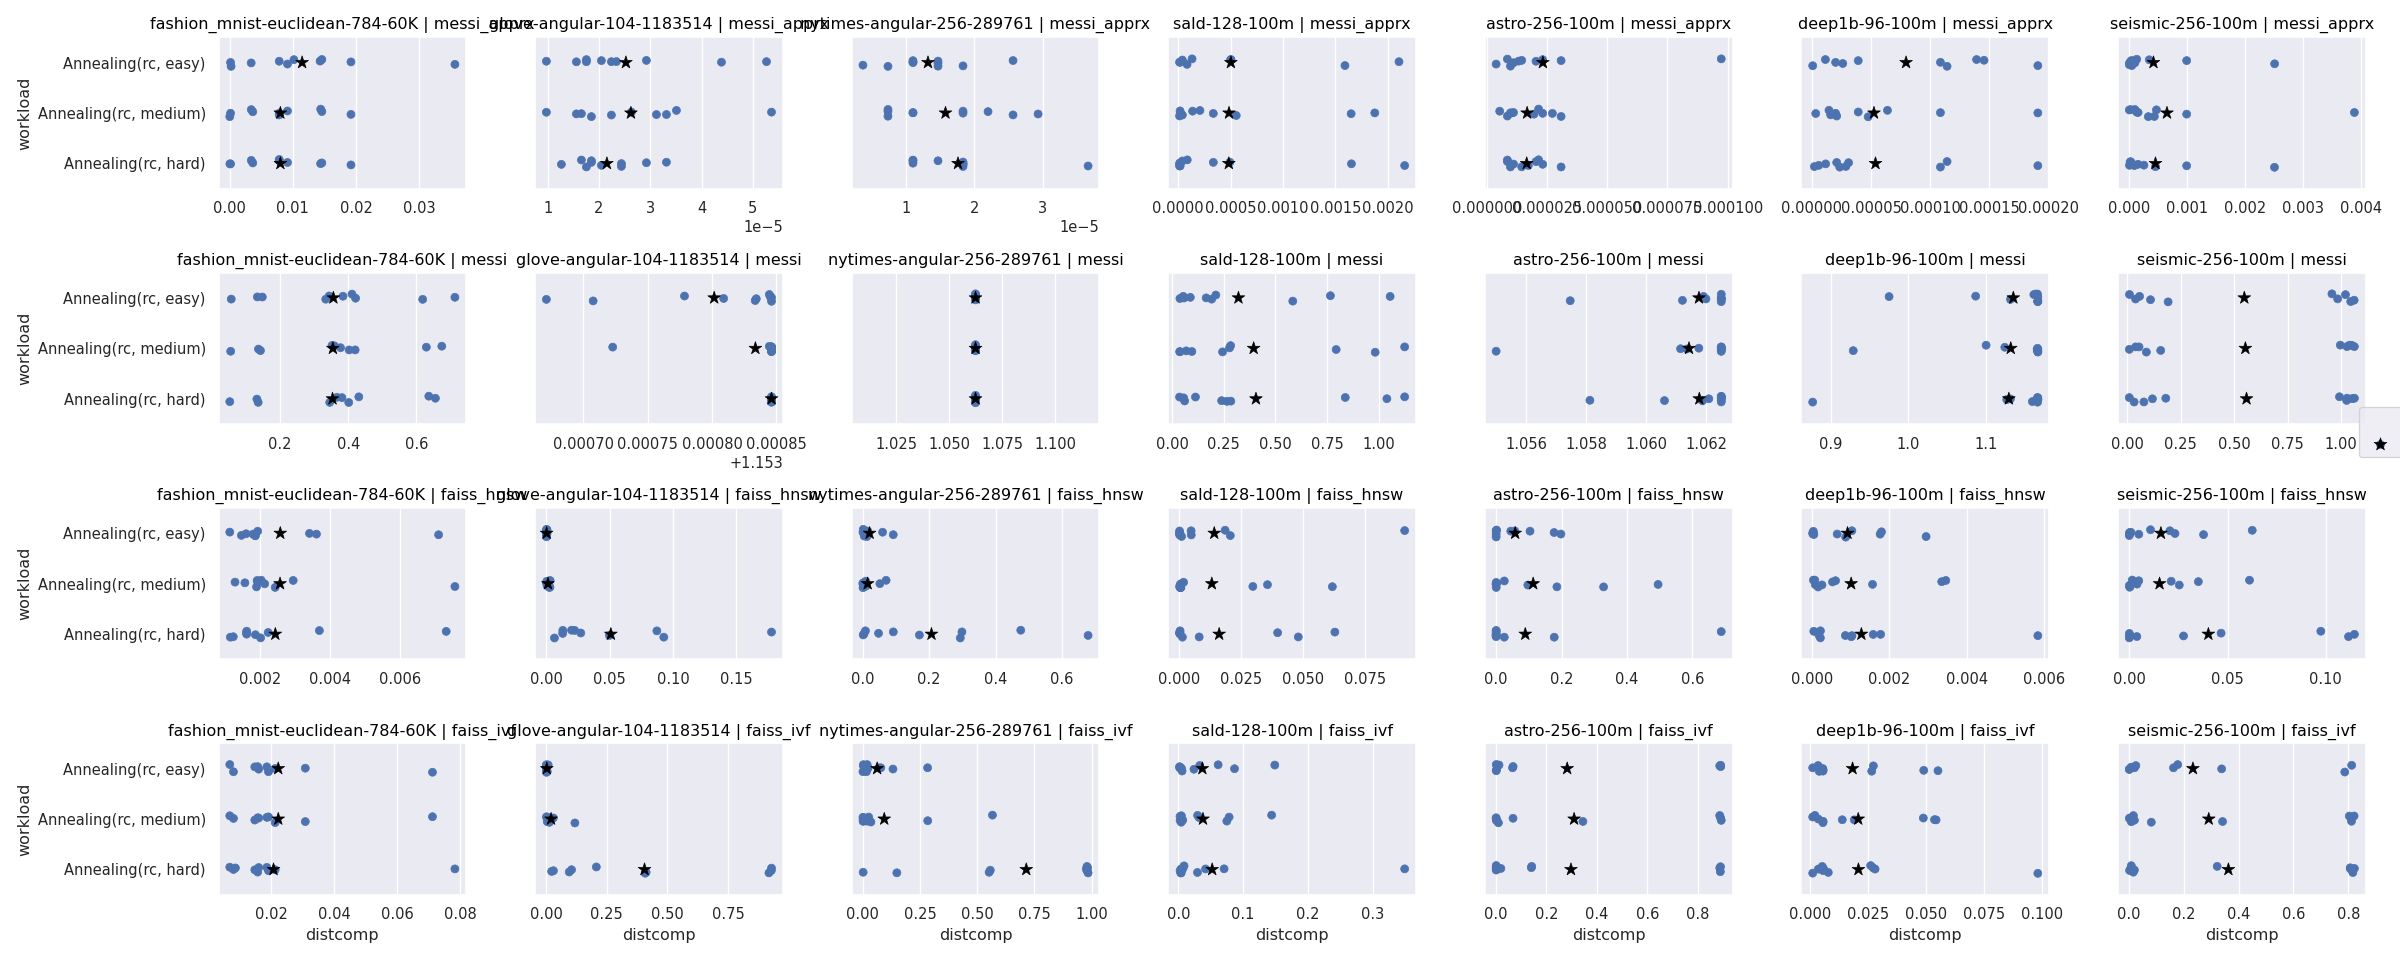 fashion_mnist-euclidean-784-60K | messi_apprx
glove-angular-104-1183514 | messi_apprx
nytimes-angular-256-289761 | messi_apprx
sald-128-100m | messi_apprx
astro-256-100m | messi_apprx
deep1b-96-100m | messi_apprx
seismic-256-100m | messi_apprx
workload
Annealing(rc, easy)
Annealing(rc, medium)
Annealing(rc, hard)
0.00 0.01 0.02 0.03
1 2 3 4 5
1e−5
1 2 3
1e−5
0.0000 0.0005 0.0010 0.0015 0.0020
0.000000 0.000025 0.000050 0.000075 0.000100
0.00000 0.00005 0.00010 0.00015 0.00020
0.000 0.001 0.002 0.003 0.004
fashion_mnist-euclidean-784-60K | messi
glove-angular-104-1183514 | messi
nytimes-angular-256-289761 | messi
sald-128-100m | messi
astro-256-100m | messi
deep1b-96-100m | messi
seismic-256-100m | messi
workload
Annealing(rc, easy)
Annealing(rc, medium)
Annealing(rc, hard)
0.2 0.4 0.6
0.00070 0.00075 0.00080 0.00085
+1.153
1.025 1.050 1.075 1.100
0.00 0.25 0.50 0.75 1.00
1.056 1.058 1.060 1.062
0.9 1.0 1.1
0.00 0.25 0.50 0.75 1.00
fashion_mnist-euclidean-784-60K | faiss_hnsw
glove-angular-104-1183514 | faiss_hnsw
nytimes-angular-256-289761 | faiss_hnsw
sald-128-100m | faiss_hnsw
astro-256-100m | faiss_hnsw
deep1b-96-100m | faiss_hnsw
seismic-256-100m | faiss_hnsw
workload
Annealing(rc, easy)
Annealing(rc, medium)
Annealing(rc, hard)
0.002 0.004 0.006
0.00 0.05 0.10 0.15
0.0 0.2 0.4 0.6
0.000 0.025 0.050 0.075
0.0 0.2 0.4 0.6
0.000 0.002 0.004 0.006
0.00 0.05 0.10
fashion_mnist-euclidean-784-60K | faiss_ivf
glove-angular-104-1183514 | faiss_ivf
nytimes-angular-256-289761 | faiss_ivf
sald-128-100m | faiss_ivf
astro-256-100m | faiss_ivf
deep1b-96-100m | faiss_ivf
seismic-256-100m | faiss_ivf
workload
Annealing(rc, easy)
Annealing(rc, medium)
Annealing(rc, hard)
0.02 0.04 0.06 0.08
distcomp
0.00 0.25 0.50 0.75
distcomp
0.00 0.25 0.50 0.75 1.00
distcomp
0.0 0.1 0.2 0.3
distcomp
0.0 0.2 0.4 0.6 0.8
distcomp
0.000 0.025 0.050 0.075 0.100
distcomp
0.0 0.2 0.4 0.6 0.8
distcomp